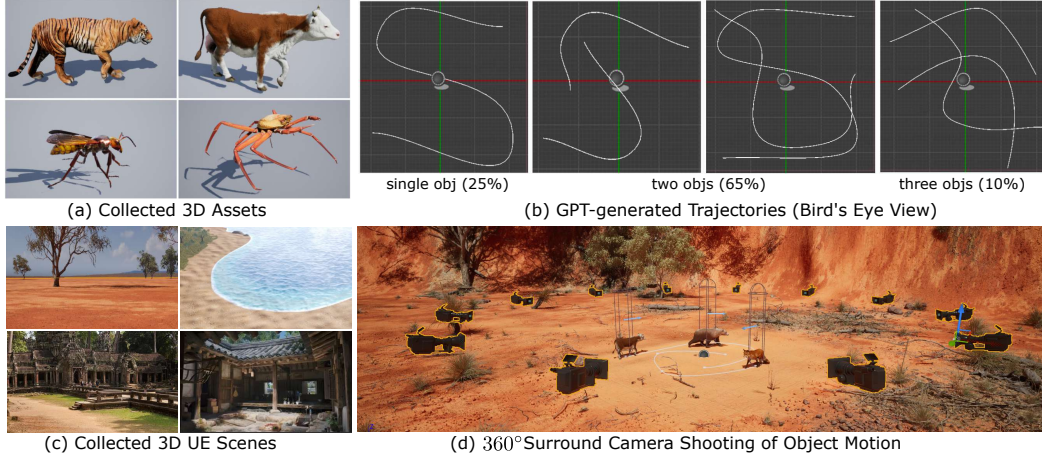 single obj (25%)
two objs (65%)
three objs (10%)
(a) Collected 3D Assets
(b) GPT-generated Trajectories (Bird's Eye View)
(c) Collected 3D UE Scenes
(d) 360°Surround Camera Shooting of Object Motion